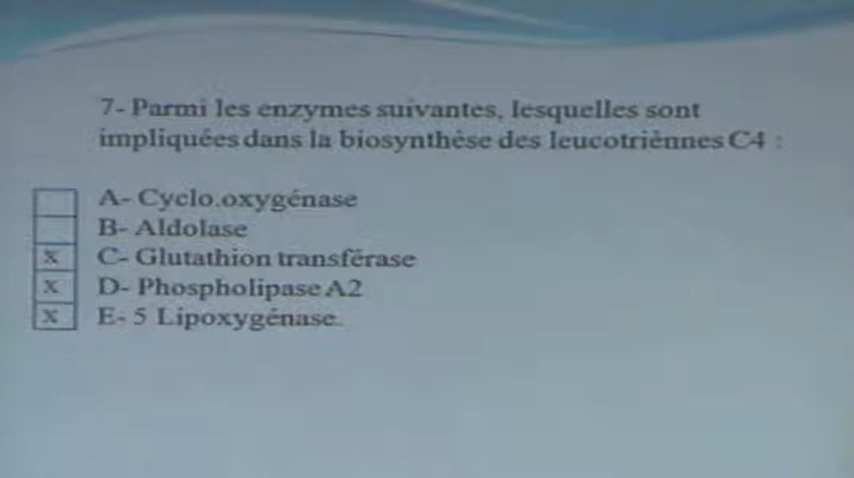 7- Parmi les enzymes suivantes, lesquelles sont
impliquées dans la biosynthèse des leucotriènnes C4 :
A- Cyclo.oxygénase
B- Aldolase
x C- Glutathion transférase
x D- Phospholipase A2
x E- 5 Lipoxygénase.